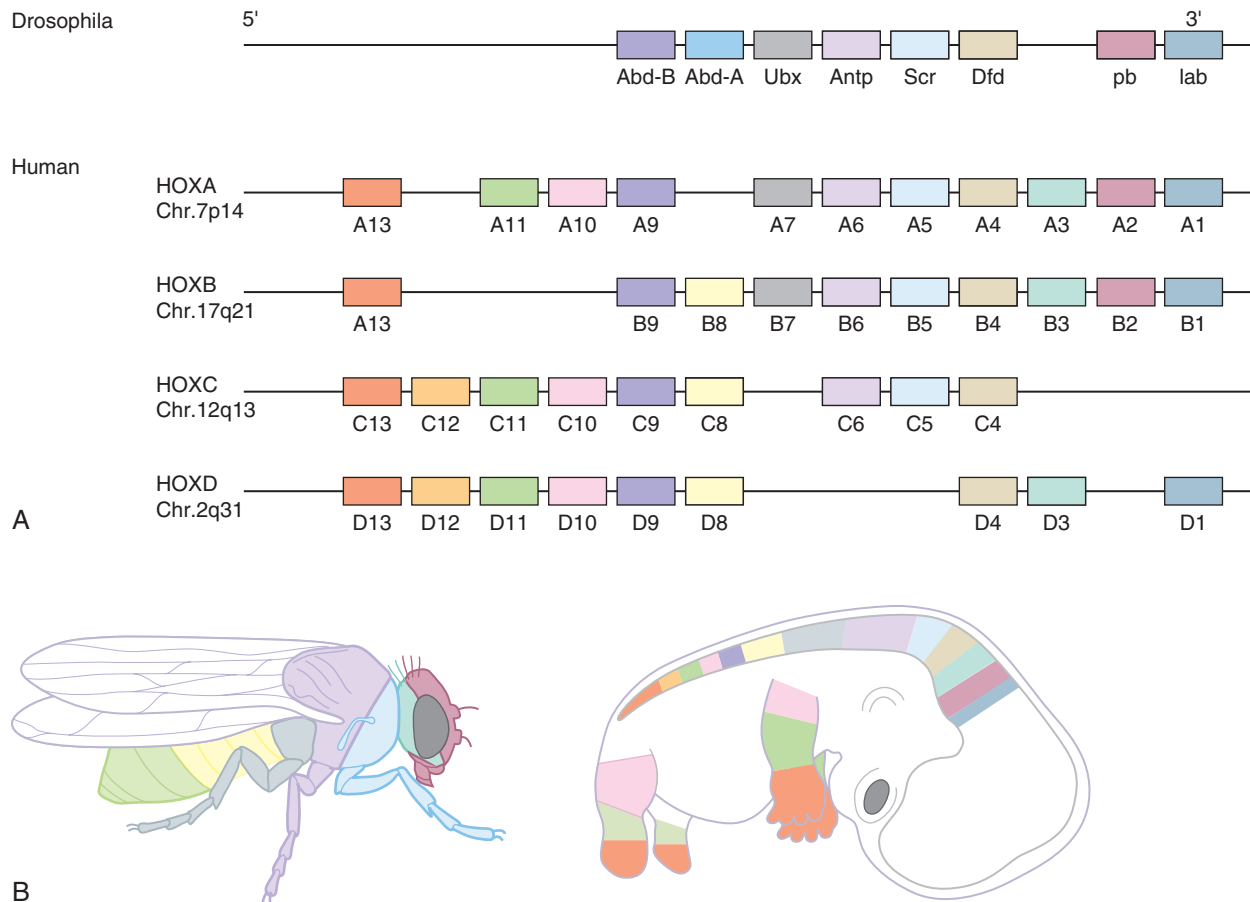 Drosophila
5' 3'
Abd-B Abd-A Ubx Antp Scr Dfd pb lab
Human
HOXA
Chr.7p14
A13 A11 A10 A9 A7 A6 A5 A4 A3 A2 A1
HOXB
Chr.17q21
A13 B9 B8 B7 B6 B5 B4 B3 B2 B1
HOXC
Chr.12q13
C13 C12 C11 C10 C9 C8 C6 C5 C4
HOXD
Chr.2q31
D13 D12 D11 D10 D9 D8 D4 D3 D1
A
B